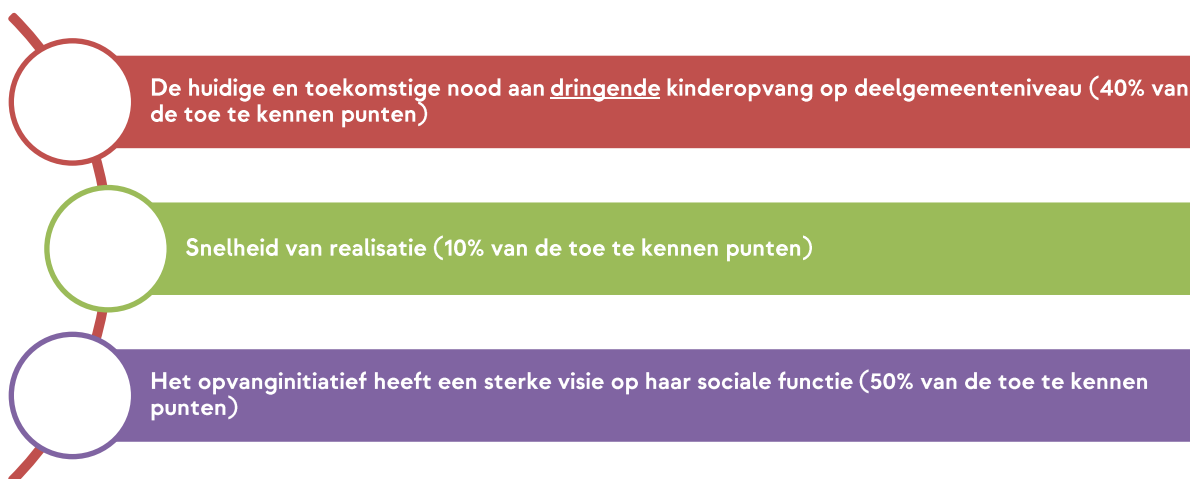 De huidige en toekomstige nood aan dringende kinderopvang op deelgemeenteniveau (40% van
de toe te kennen punten)
Snelheid van realisatie (10% van de toe te kennen punten)
Het opvanginitiatief heeft een sterke visie op haar sociale functie (50% van de toe te kennen
punten)